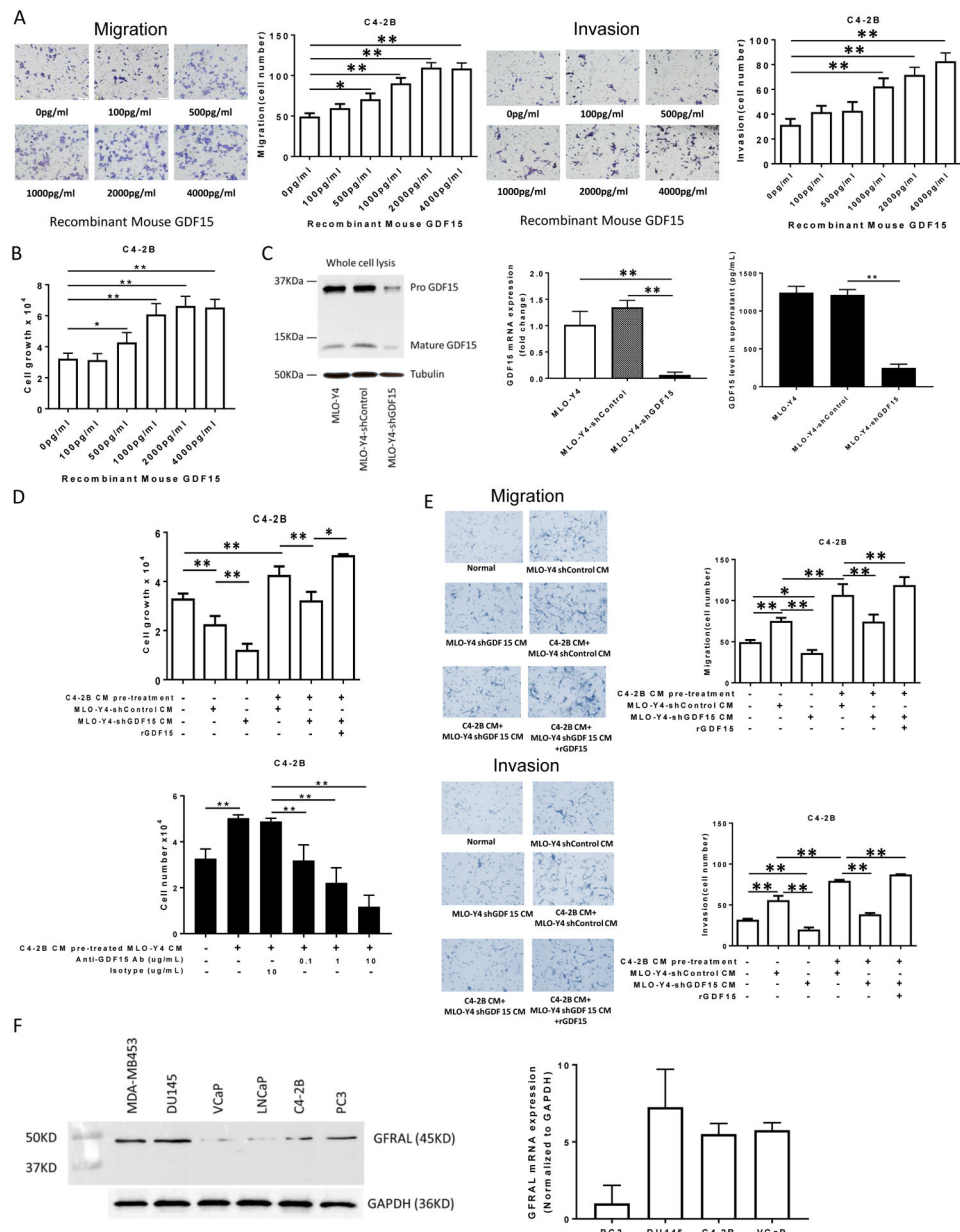 A
Migration
0pg/ml
100pg/ml
500pg/ml
1000pg/ml
2000pg/ml
4000pg/ml
Recombinant Mouse GDF15
C4-2B
Migration(cell number)
150
100
50
0
**
**
**
*
0pg/ml
100pg/ml
500pg/ml
1000pg/ml
2000pg/ml
4000pg/ml
Recombinant Mouse GDF15
Invasion
0pg/ml
100pg/ml
500pg/ml
1000pg/ml
2000pg/ml
4000pg/ml
Recombinant Mouse GDF15
C4-2B
Invasion(cell number)
100
80
60
40
20
0
**
**
**
0pg/ml
100pg/ml
500pg/ml
1000pg/ml
2000pg/ml
4000pg/ml
Recombinant Mouse GDF15
B
C4-2B
Cell growth x 10⁴
8
6
4
2
0
**
**
**
*
0pg/ml
100pg/ml
500pg/ml
1000pg/ml
2000pg/ml
4000pg/ml
Recombinant Mouse GDF15
C
Whole cell lysis
37KDa
Pro GDF15
15KDa
Mature GDF15
50KDa
Tubulin
MLO-Y4
MLO-Y4-shControl
MLO-Y4-shGDF15
GDF15 mRNA expression
(fold change)
2.0
1.5
1.0
0.5
0.0
**
**
MLO-Y4
MLO-Y4-shControl
MLO-Y4-shGDF15
GDF15 level in supernatant (pg/mL)
1500
1000
500
0
**
MLO-Y4
MLO-Y4-shControl
MLO-Y4-shGDF15
D
C4-2B
Cell growth x 10⁴
6
4
2
0
**
**
**
**
*
C4-2B CM pre-treatment - - - + + +
MLO-Y4-shControl CM - + - + - -
MLO-Y4-shGDF15 CM - - + - + +
rGDF15 - - - - - +
C4-2B
Cell number x10⁴
6
4
2
0
**
**
**
**
C4-2B CM pre-treated MLO-Y4 CM - + + + + +
Anti-GDF15 Ab (ug/mL) - - - 0.1 1 10
Isotype (ug/mL) - - 10 - - -
E
Migration
Normal
MLO-Y4 shControl CM
MLO-Y4 shGDF 15 CM
C4-2B CM+
MLO-Y4 shControl CM
C4-2B CM+
MLO-Y4 shGDF 15 CM
C4-2B CM+
MLO-Y4 shGDF 15 CM
+rGDF15
C4-2B
Migration(cell number)
150
100
50
0
**
*
**
**
**
**
C4-2B CM pre-treatment - - - + + +
MLO-Y4-shControl CM - + - + - -
MLO-Y4-shGDF15 CM - - + - + +
rGDF15 - - - - - +
Invasion
Normal
MLO-Y4 shControl CM
MLO-Y4 shGDF 15 CM
C4-2B CM+
MLO-Y4 shControl CM
C4-2B CM+
MLO-Y4 shGDF 15 CM
C4-2B CM+
MLO-Y4 shGDF 15 CM
+rGDF15
C4-2B
Invasion(cell number)
150
100
50
0
**
**
**
**
**
**
C4-2B CM pre-treatment - - - + + +
MLO-Y4-shControl CM - + - + - -
MLO-Y4-shGDF15 CM - - + - + +
rGDF15 - - - - - +
F
MDA-MB453
DU145
VCaP
LNCaP
C4-2B
PC3
50KD
GFRAL (45KD)
37KD
GAPDH (36KD)
GFRAL mRNA expression
(Normalized to GAPDH)
10
5
0
PC3
DU145
C4-2B
VCaP